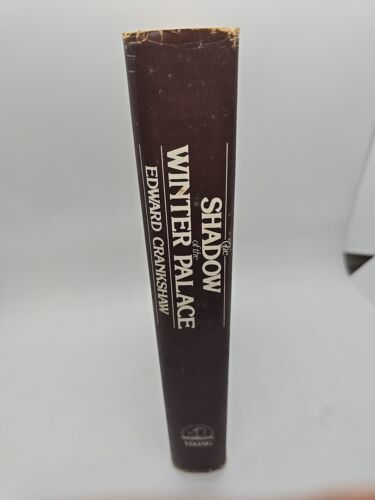 The
SHADOW
of the
WINTER PALACE
EDWARD CRANKSHAW
VIKING